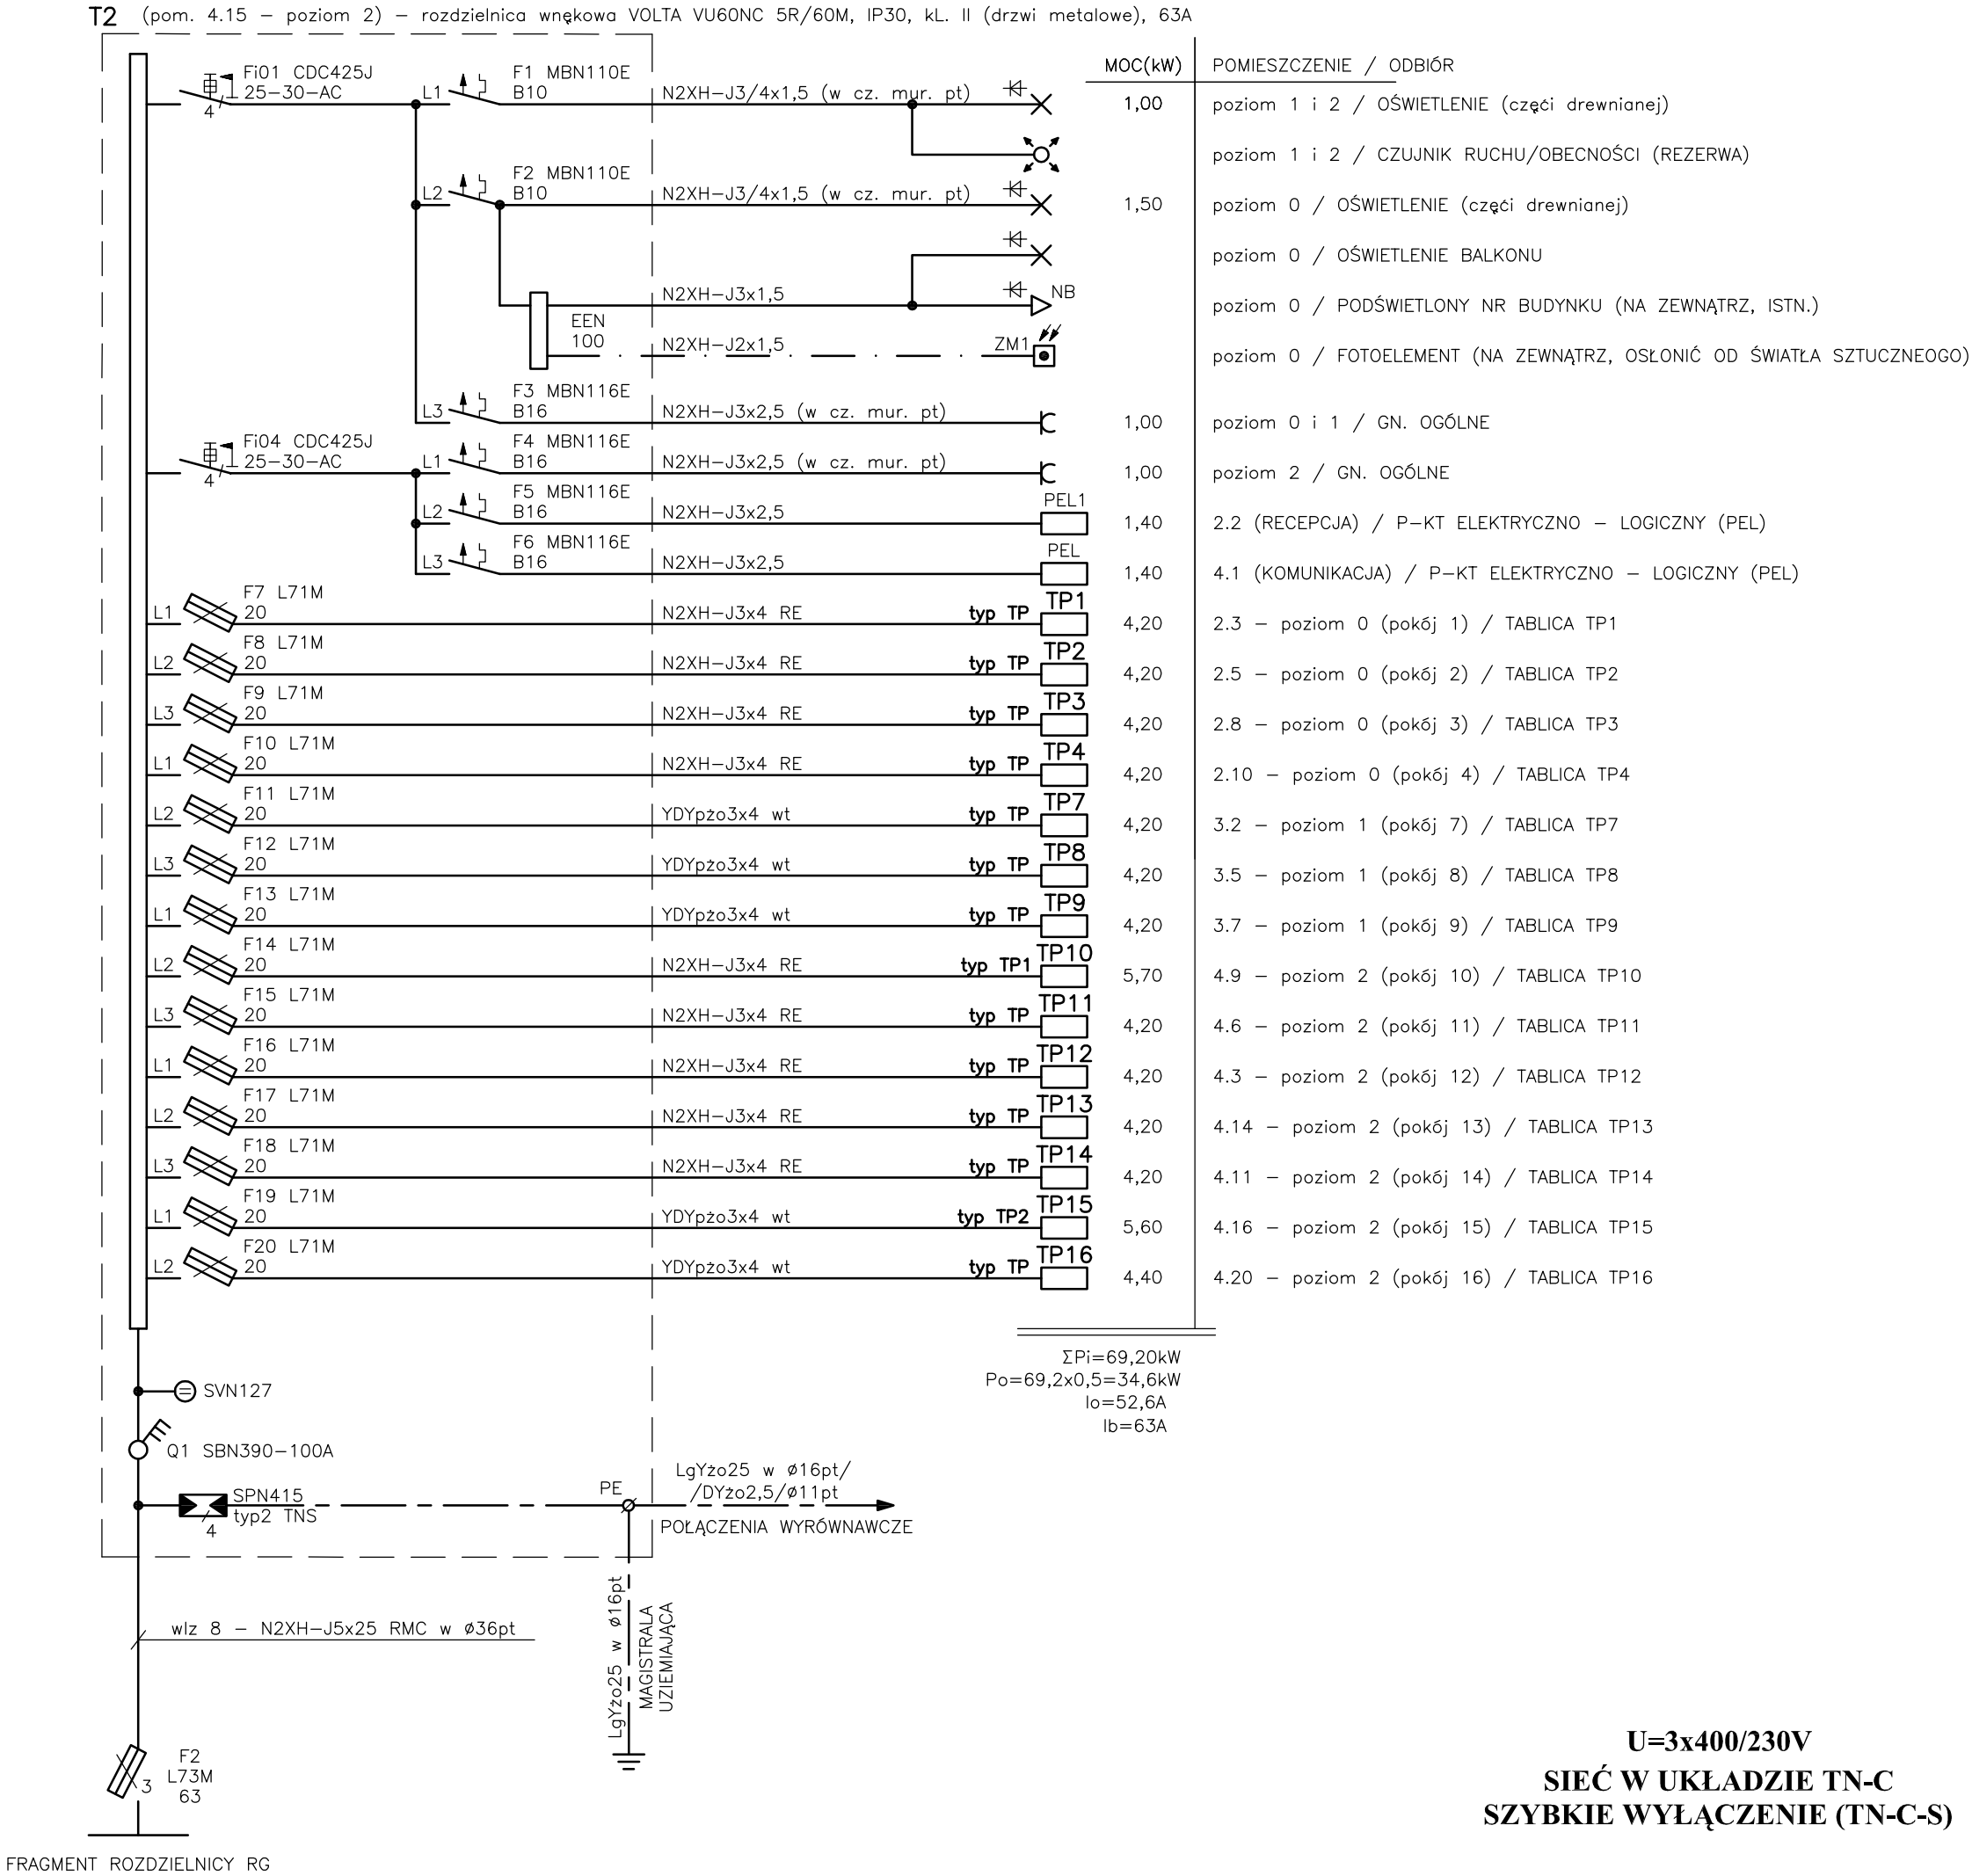 T2 (pom. 4.15 – poziom 2) – rozdzielnica wnękowa VOLTA VU60NC 5R/60M, IP30, kL. II (drzwi metalowe), 63A
MOC(kW) POMIESZCZENIE / ODBIÓR
Fi01 CDC425J
25-30-AC
4
L1
F1 MBN110E
B10
N2XH-J3/4x1,5 (w cz. mur. pt)
1,00
poziom 1 i 2 / OŚWIETLENIE (częći drewnianej)
poziom 1 i 2 / CZUJNIK RUCHU/OBECNOŚCI (REZERWA)
L2
F2 MBN110E
B10
N2XH-J3/4x1,5 (w cz. mur. pt)
1,50
poziom 0 / OŚWIETLENIE (częći drewnianej)
poziom 0 / OŚWIETLENIE BALKONU
N2XH-J3x1,5
NB
poziom 0 / PODŚWIETLONY NR BUDYNKU (NA ZEWNĄTRZ, ISTN.)
EEN
100
N2XH-J2x1,5
ZM1
poziom 0 / FOTOELEMENT (NA ZEWNĄTRZ, OSŁONIĆ OD ŚWIATŁA SZTUCZNEOGO)
L3
F3 MBN116E
B16
N2XH-J3x2,5 (w cz. mur. pt)
1,00
poziom 0 i 1 / GN. OGÓLNE
Fi04 CDC425J
25-30-AC
4
L1
F4 MBN116E
B16
N2XH-J3x2,5 (w cz. mur. pt)
1,00
poziom 2 / GN. OGÓLNE
L2
F5 MBN116E
B16
N2XH-J3x2,5
PEL1
1,40
2.2 (RECEPCJA) / P-KT ELEKTRYCZNO – LOGICZNY (PEL)
L3
F6 MBN116E
B16
N2XH-J3x2,5
PEL
1,40
4.1 (KOMUNIKACJA) / P-KT ELEKTRYCZNO – LOGICZNY (PEL)
F7 L71M
L1 20 N2XH-J3x4 RE typ TP TP1 4,20 2.3 – poziom 0 (pokój 1) / TABLICA TP1
F8 L71M
L2 20 N2XH-J3x4 RE typ TP TP2 4,20 2.5 – poziom 0 (pokój 2) / TABLICA TP2
F9 L71M
L3 20 N2XH-J3x4 RE typ TP TP3 4,20 2.8 – poziom 0 (pokój 3) / TABLICA TP3
F10 L71M
L1 20 N2XH-J3x4 RE typ TP TP4 4,20 2.10 – poziom 0 (pokój 4) / TABLICA TP4
F11 L71M
L2 20 YDYpżo3x4 wt typ TP TP7 4,20 3.2 – poziom 1 (pokój 7) / TABLICA TP7
F12 L71M
L3 20 YDYpżo3x4 wt typ TP TP8 4,20 3.5 – poziom 1 (pokój 8) / TABLICA TP8
F13 L71M
L1 20 YDYpżo3x4 wt typ TP TP9 4,20 3.7 – poziom 1 (pokój 9) / TABLICA TP9
F14 L71M
L2 20 N2XH-J3x4 RE typ TP1 TP10 5,70 4.9 – poziom 2 (pokój 10) / TABLICA TP10
F15 L71M
L3 20 N2XH-J3x4 RE typ TP TP11 4,20 4.6 – poziom 2 (pokój 11) / TABLICA TP11
F16 L71M
L1 20 N2XH-J3x4 RE typ TP TP12 4,20 4.3 – poziom 2 (pokój 12) / TABLICA TP12
F17 L71M
L2 20 N2XH-J3x4 RE typ TP TP13 4,20 4.14 – poziom 2 (pokój 13) / TABLICA TP13
F18 L71M
L3 20 N2XH-J3x4 RE typ TP TP14 4,20 4.11 – poziom 2 (pokój 14) / TABLICA TP14
F19 L71M
L1 20 YDYpżo3x4 wt typ TP2 TP15 5,60 4.16 – poziom 2 (pokój 15) / TABLICA TP15
F20 L71M
L2 20 YDYpżo3x4 wt typ TP TP16 4,40 4.20 – poziom 2 (pokój 16) / TABLICA TP16
ΣPi=69,20kW
Po=69,2x0,5=34,6kW
Io=52,6A
Ib=63A
SVN127
Q1 SBN390-100A
SPN415
typ2 TNS
4
PE
LgYżo25 w ø16pt/
/DYżo2,5/ø11pt
POŁĄCZENIA WYRÓWNAWCZE
LgYżo25 w ø16pt
MAGISTRALA
UZIEMIAJĄCA
wlz 8 – N2XH-J5x25 RMC w ø36pt
F2
L73M
63
3
FRAGMENT ROZDZIELNICY RG
U=3x400/230V
SIEĆ W UKŁADZIE TN-C
SZYBKIE WYŁĄCZENIE (TN-C-S)